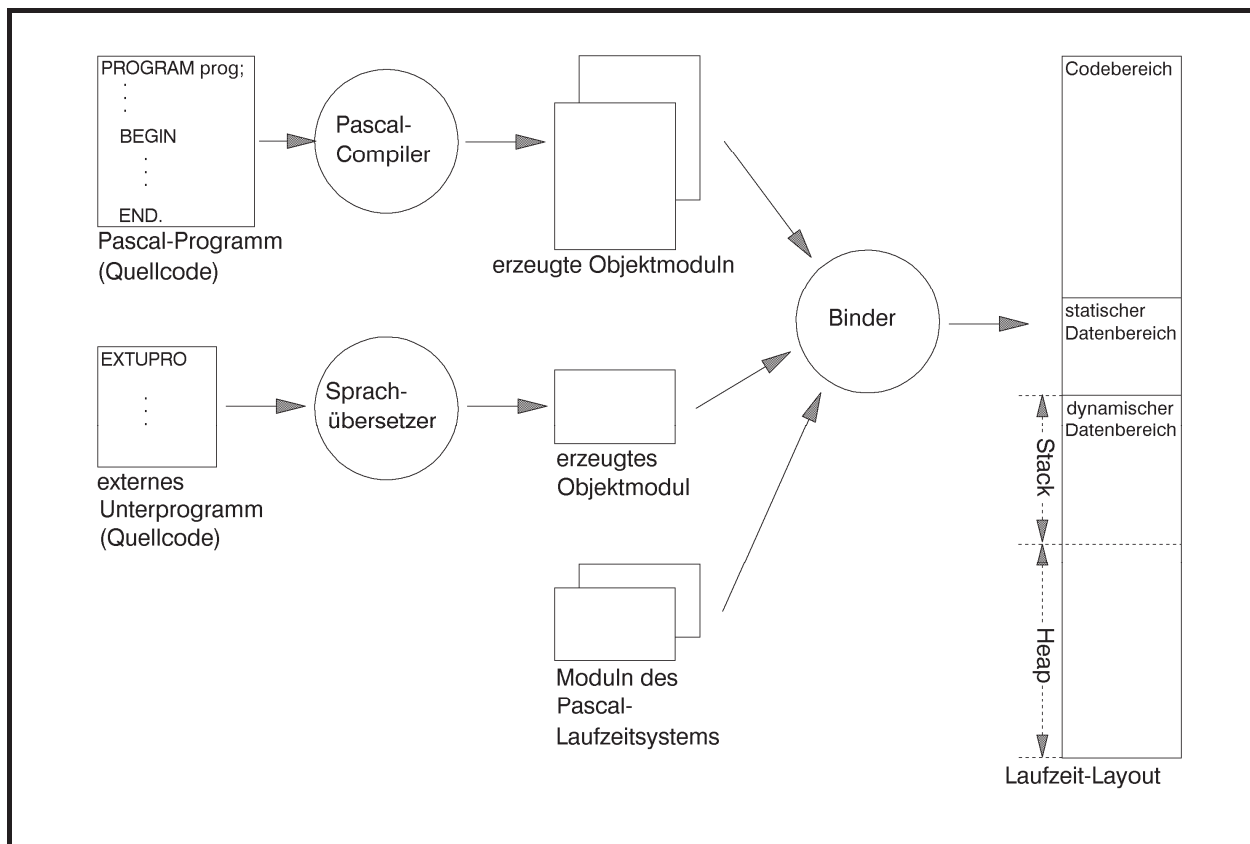 PROGRAM prog;
.
.
.
BEGIN
.
.
.
END.
Pascal-Programm
(Quellcode)
Pascal-
Compiler
erzeugte Objektmoduln
EXTUPRO
.
.
.
externes
Unterprogramm
(Quellcode)
Sprach-
übersetzer
erzeugtes
Objektmodul
Moduln des
Pascal-
Laufzeitsystems
Binder
Codebereich
statischer
Datenbereich
dynamischer
Datenbereich
Stack
Heap
Laufzeit-Layout